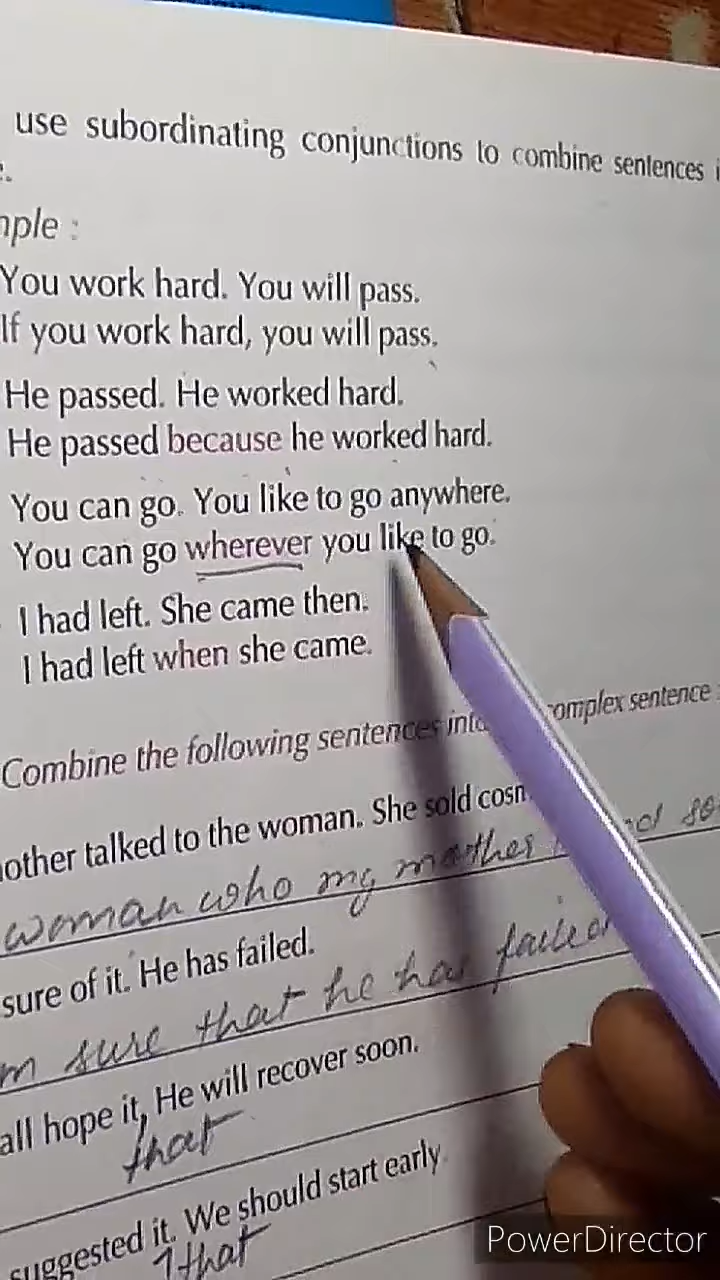 use subordinating conjunctions to combine sentences i
e.
mple :
You work hard. You will pass.
If you work hard, you will pass.
He passed. He worked hard.
He passed because he worked hard.
You can go. You like to go anywhere.
You can go wherever you like to go.
I had left. She came then.
I had left when she came.
Combine the following sentences into complex sentence :
other talked to the woman. She sold cosm
woman who my mother
sure of it. He has failed.
m sure that he has failed
all hope it, He will recover soon.
that
suggested it. We should start early
that
PowerDirector